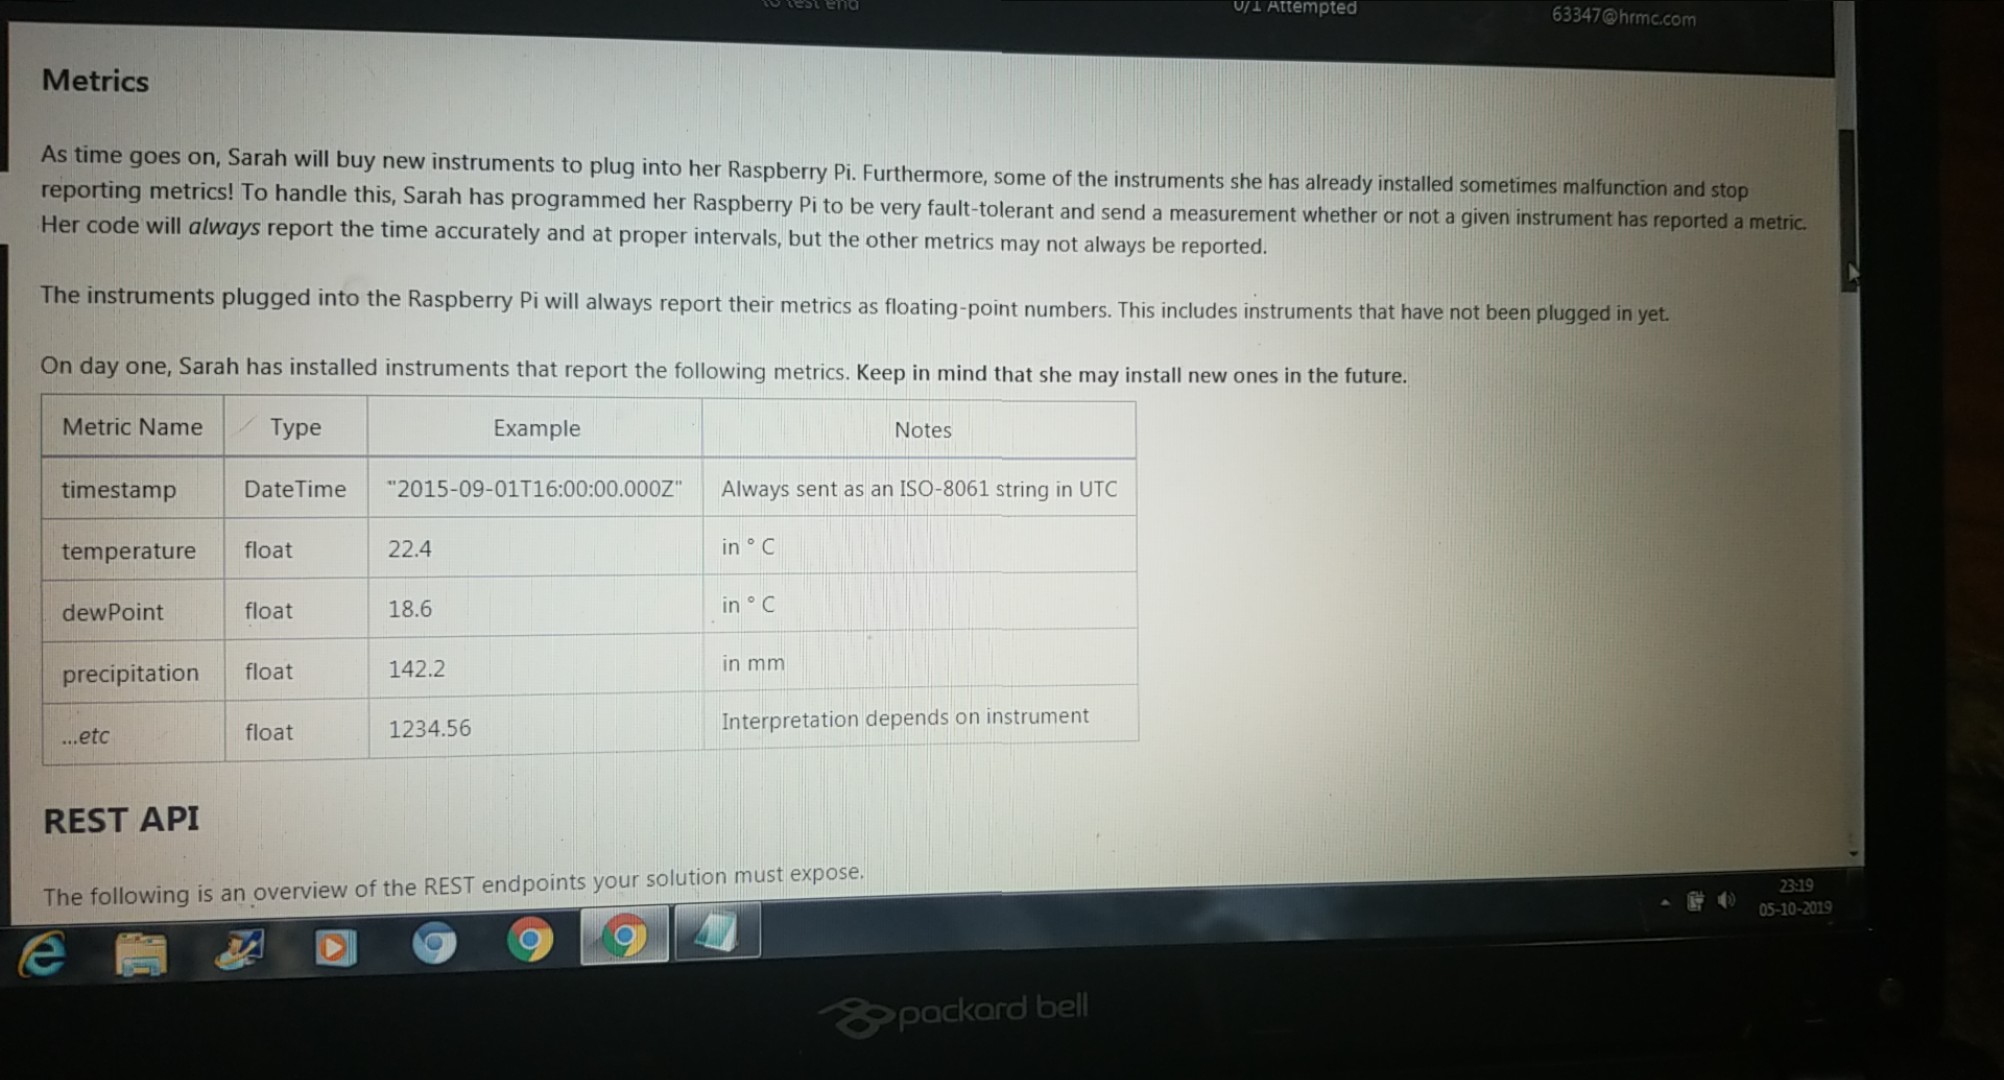 to test end
0/1 Attempted
63347@hrmc.com
Metrics
As time goes on, Sarah will buy new instruments to plug into her Raspberry Pi. Furthermore, some of the instruments she has already installed sometimes malfunction and stop
reporting metrics! To handle this, Sarah has programmed her Raspberry Pi to be very fault-tolerant and send a measurement whether or not a given instrument has reported a metric.
Her code will always report the time accurately and at proper intervals, but the other metrics may not always be reported.
The instruments plugged into the Raspberry Pi will always report their metrics as floating-point numbers. This includes instruments that have not been plugged in yet.
On day one, Sarah has installed instruments that report the following metrics. Keep in mind that she may install new ones in the future.
Metric Name Type Example Notes
timestamp DateTime "2015-09-01T16:00:00.000Z" Always sent as an ISO-8061 string in UTC
temperature float 22.4 in ° C
dewPoint float 18.6 in ° C
precipitation float 142.2 in mm
...etc float 1234.56 Interpretation depends on instrument
REST API
The following is an overview of the REST endpoints your solution must expose.
23:19
05-10-2019
packard bell